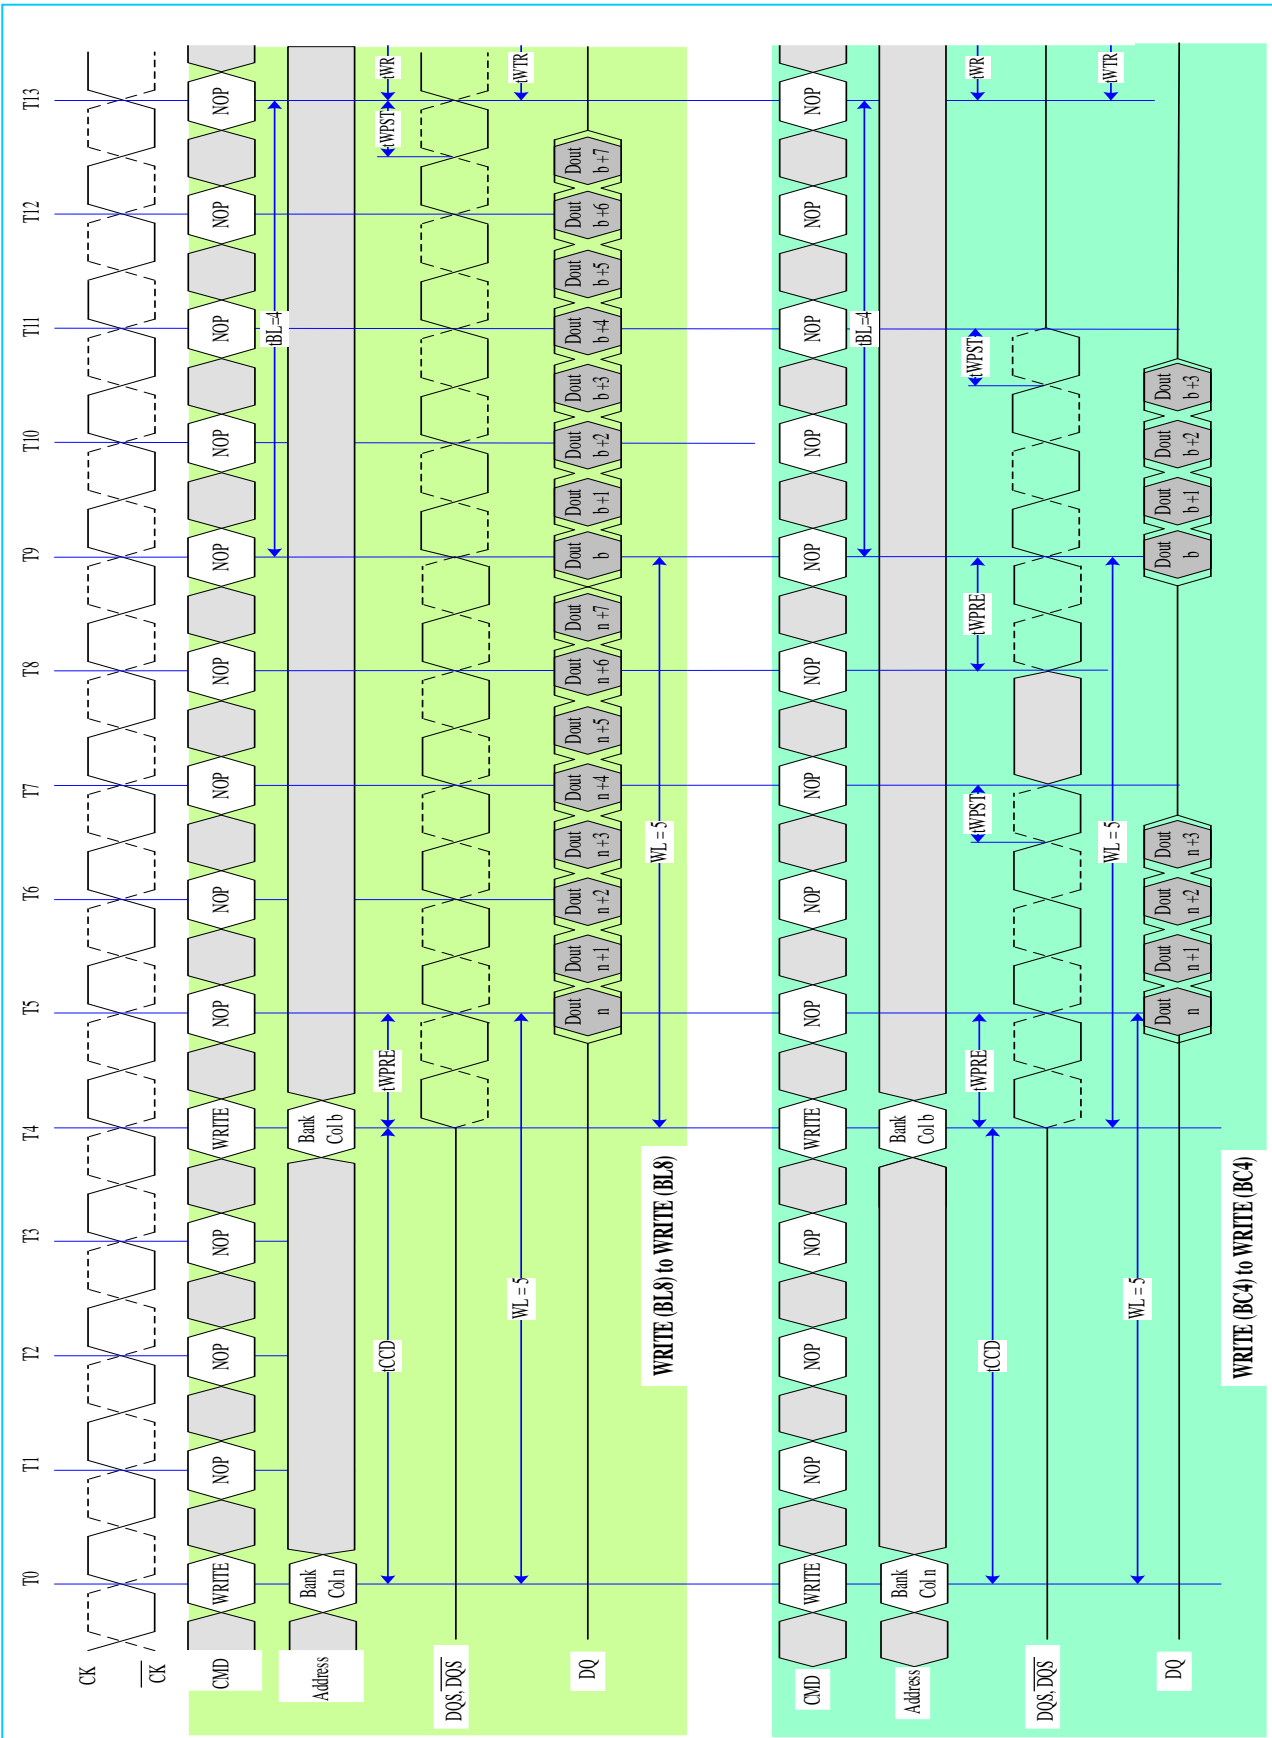 T0 T1 T2 T3 T4 T5 T6 T7 T8 T9 T10 T11 T12 T13
CK
CK
CMD WRITE NOP NOP NOP WRITE NOP NOP NOP NOP NOP NOP NOP NOP NOP
tBL=4
Address
Bank
Col n
Bank
Col b
tCCD tWPRE tWPST tWR
DQS, DQS
WL = 5 tWTR
DQ
Dout
n
Dout
n+1
Dout
n+2
Dout
n+3
Dout
n+4
Dout
n+5
Dout
n+6
Dout
n+7
Dout
b
Dout
b+1
Dout
b+2
Dout
b+3
Dout
b+4
Dout
b+5
Dout
b+6
Dout
b+7
WL = 5
WRITE (BL8) to WRITE (BL8)
CMD WRITE NOP NOP NOP WRITE NOP NOP NOP NOP NOP NOP NOP NOP NOP
tBL=4
Address
Bank
Col n
Bank
Col b
tCCD tWPRE tWPST tWPRE tWPST tWR
DQS, DQS
WL = 5 tWTR
WL = 5
DQ
Dout
n
Dout
n+1
Dout
n+2
Dout
n+3
Dout
b
Dout
b+1
Dout
b+2
Dout
b+3
WRITE (BC4) to WRITE (BC4)